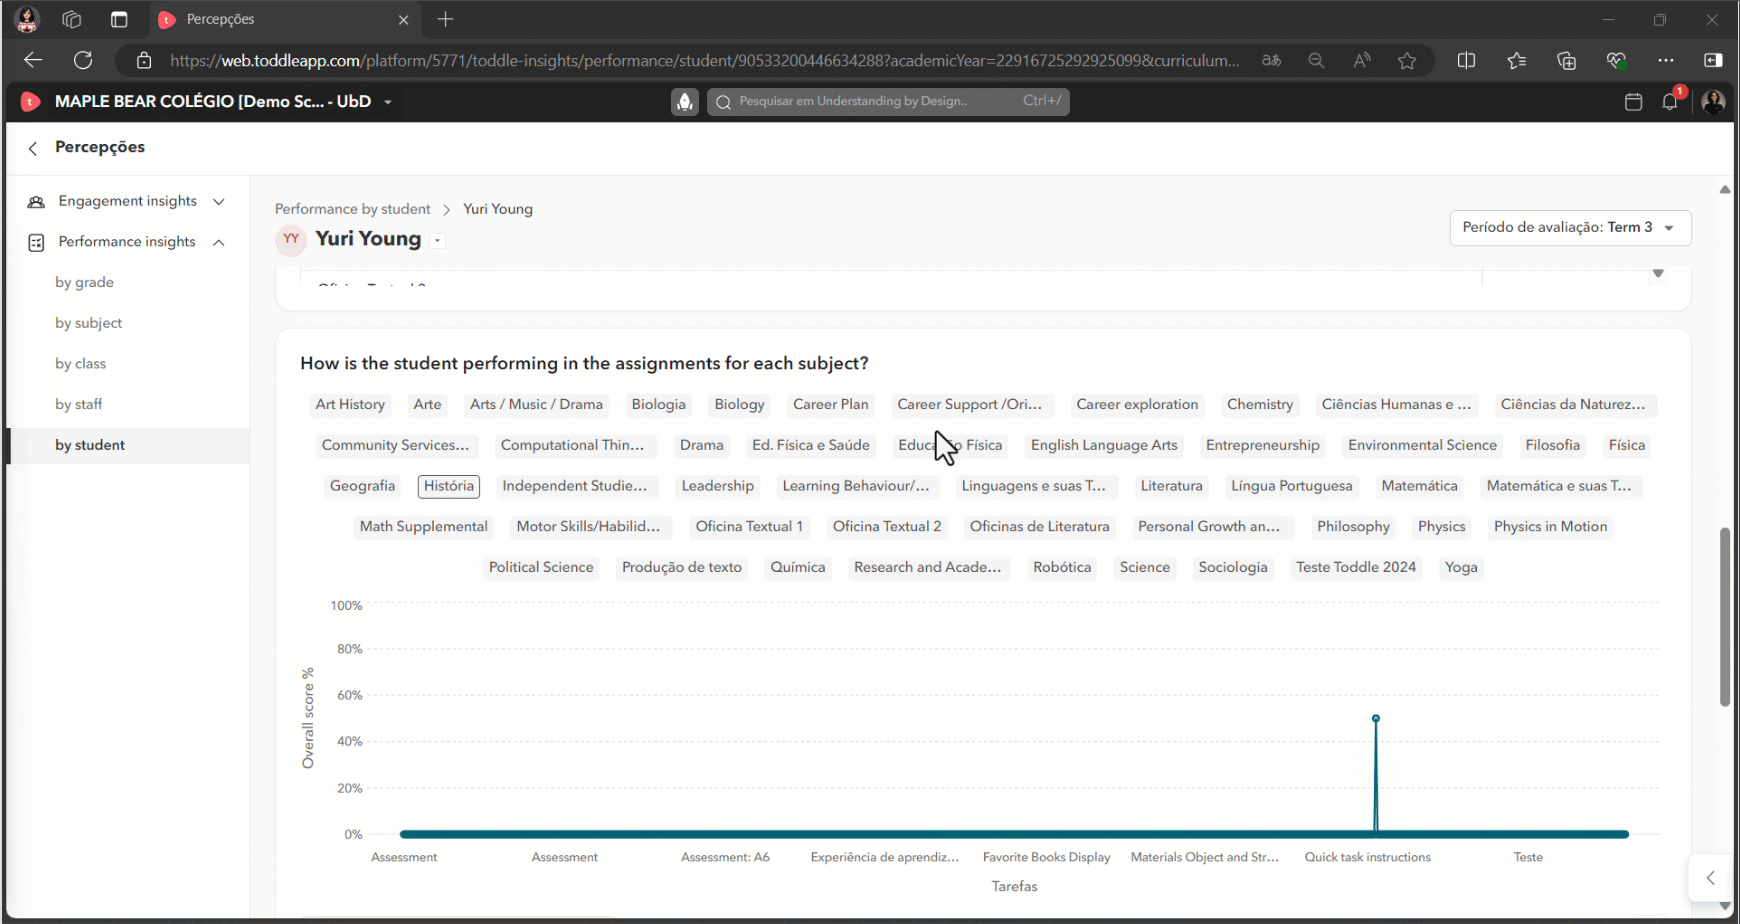 Percepções
https://web.toddleapp.com/platform/5771/toddle-insights/performance/student/90533200446634288?academicYear=22916725292925099&curriculum...
MAPLE BEAR COLÉGIO [Demo Sc... - UbD
Pesquisar em Understanding by Design.. Ctrl+/
1
Percepções
Engagement insights
Performance insights
by grade
by subject
by class
by staff
by student
Performance by student > Yuri Young
YY Yuri Young
Período de avaliação: Term 3
How is the student performing in the assignments for each subject?
Art History Arte Arts / Music / Drama Biologia Biology Career Plan Career Support /Ori... Career exploration Chemistry Ciências Humanas e ... Ciências da Naturez...
Community Services... Computational Thin... Drama Ed. Física e Saúde Educação Física English Language Arts Entrepreneurship Environmental Science Filosofia Física
Geografia História Independent Studie... Leadership Learning Behaviour/... Linguagens e suas T... Literatura Língua Portuguesa Matemática Matemática e suas T...
Math Supplemental Motor Skills/Habilid... Oficina Textual 1 Oficina Textual 2 Oficinas de Literatura Personal Growth an... Philosophy Physics Physics in Motion
Political Science Produção de texto Química Research and Acade... Robótica Science Sociologia Teste Toddle 2024 Yoga
100%
80%
60%
40%
20%
0%
Overall score %
Assessment Assessment Assessment: A6 Experiência de aprendiz... Favorite Books Display Materials Object and Str... Quick task instructions Teste
Tarefas